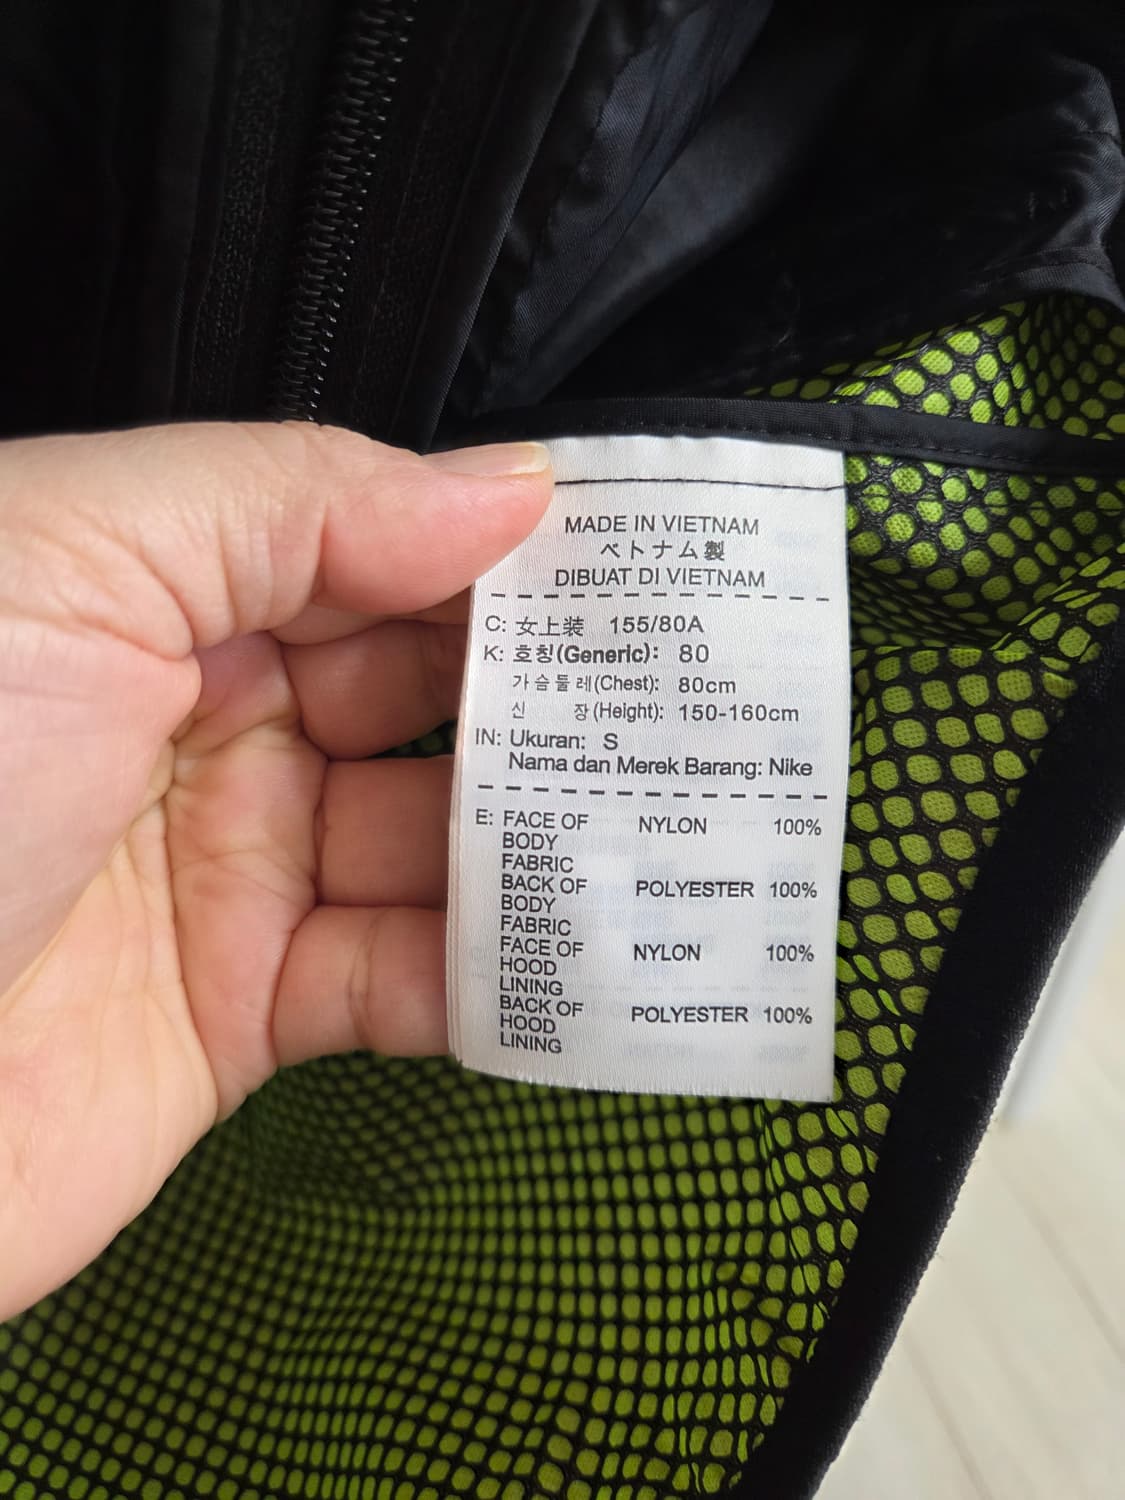 MADE IN VIETNAM
ベトナム製
DIBUAT DI VIETNAM
C: 女上装 155/80A
K: 호칭(Generic): 80
가슴둘레(Chest): 80cm
신 장(Height): 150-160cm
IN: Ukuran: S
Nama dan Merek Barang: Nike
E: FACE OF NYLON 100%
BODY
FABRIC
BACK OF POLYESTER 100%
BODY
FABRIC
FACE OF NYLON 100%
HOOD
LINING
BACK OF POLYESTER 100%
HOOD
LINING